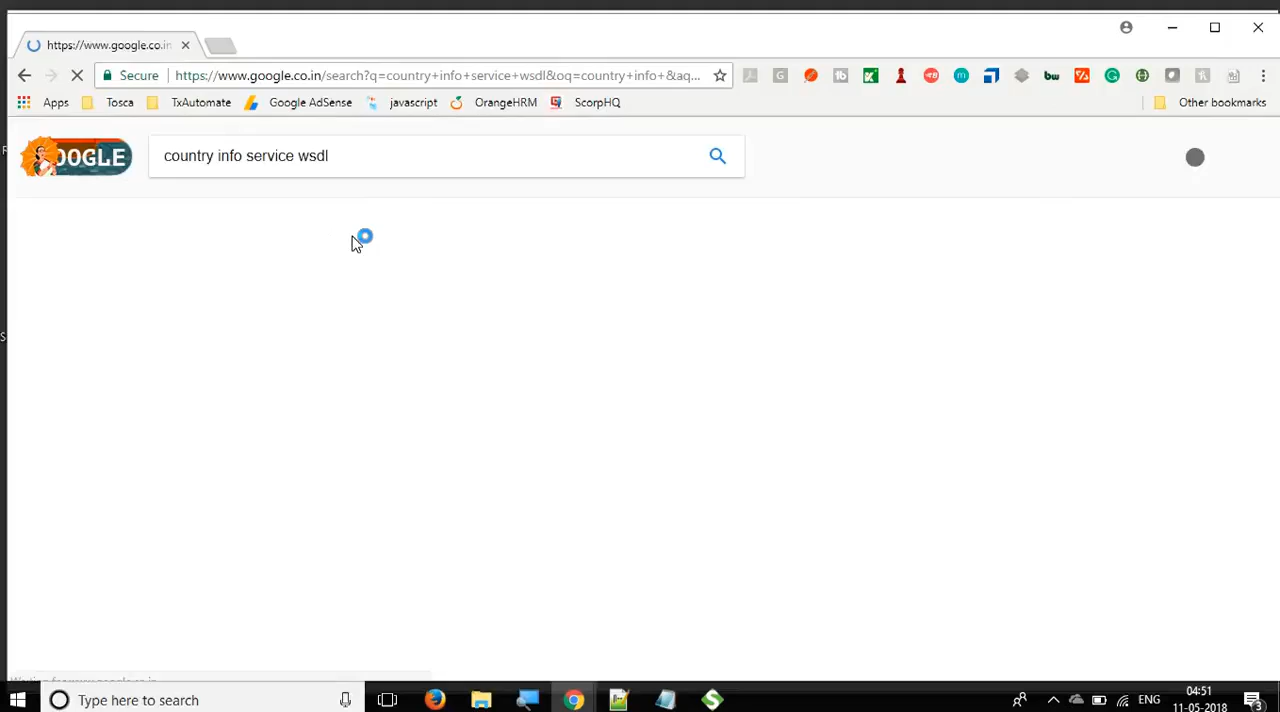 https://www.google.co.in
Secure
https://www.google.co.in/search?q=country+info+service+wsdl&oq=country+info+&aq...
Apps
Tosca
TxAutomate
Google AdSense
javascript
OrangeHRM
ScorpHQ
Other bookmarks
OOGLE
country info service wsdl
Type here to search
ENG
04:51
11-05-2018
3